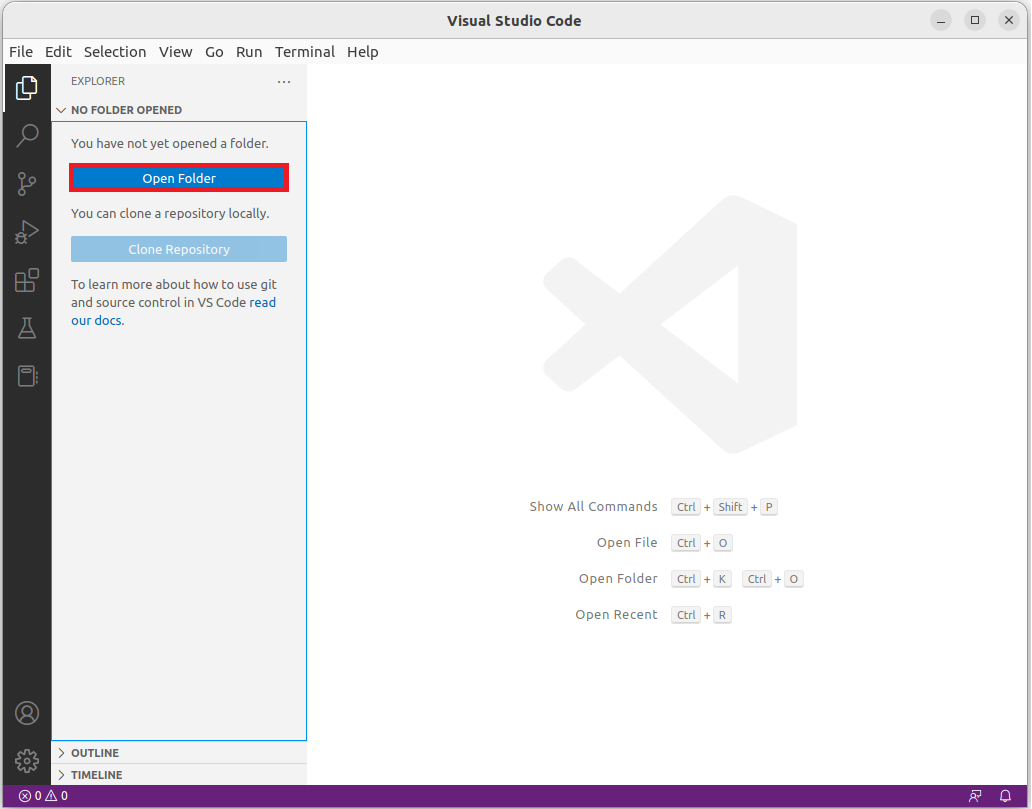 Visual Studio Code
File Edit Selection View Go Run Terminal Help
EXPLORER
NO FOLDER OPENED
You have not yet opened a folder.
Open Folder
You can clone a repository locally.
Clone Repository
To learn more about how to use git
and source control in VS Code read
our docs.
Show All Commands Ctrl + Shift + P
Open File Ctrl + O
Open Folder Ctrl + K Ctrl + O
Open Recent Ctrl + R
OUTLINE
TIMELINE
0 0